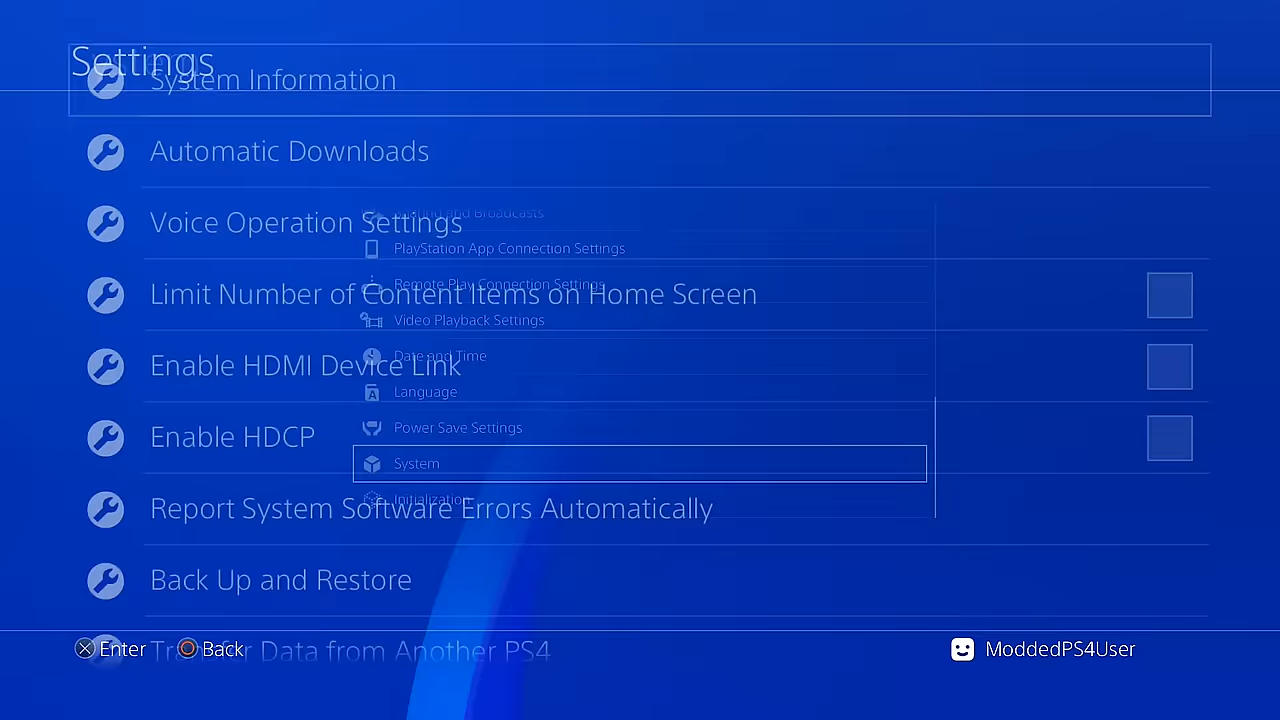 Settings
System Information
Automatic Downloads
Voice Operation Settings
Sharing and Broadcasts
PlayStation App Connection Settings
Remote Play Connection Settings
Limit Number of Content Items on Home Screen
Video Playback Settings
Date and Time
Enable HDMI Device Link
Language
Power Save Settings
Enable HDCP
System
Initialization
Report System Software Errors Automatically
Back Up and Restore
Transfer Data from Another PS4
Enter Back ModdedPS4User